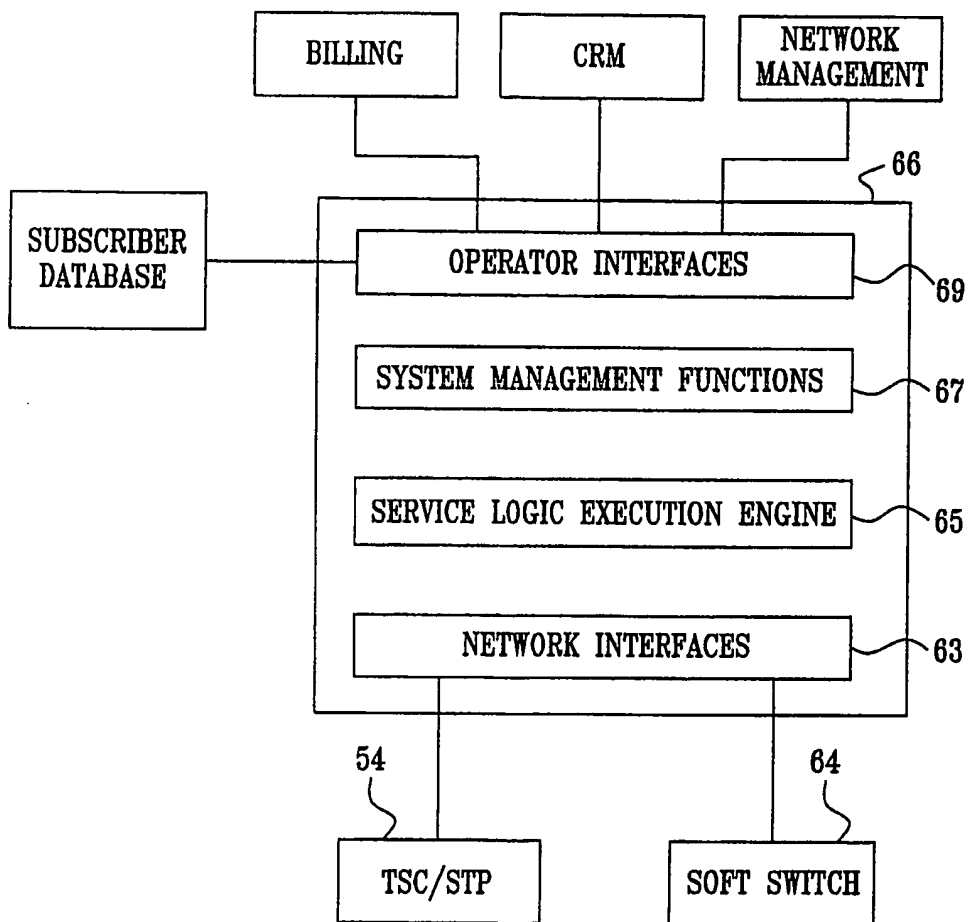 BILLING
CRM
NETWORK
MANAGEMENT
66
SUBSCRIBER
DATABASE
OPERATOR INTERFACES
69
SYSTEM MANAGEMENT FUNCTIONS
67
SERVICE LOGIC EXECUTION ENGINE
65
NETWORK INTERFACES
63
54
64
TSC/STP
SOFT SWITCH